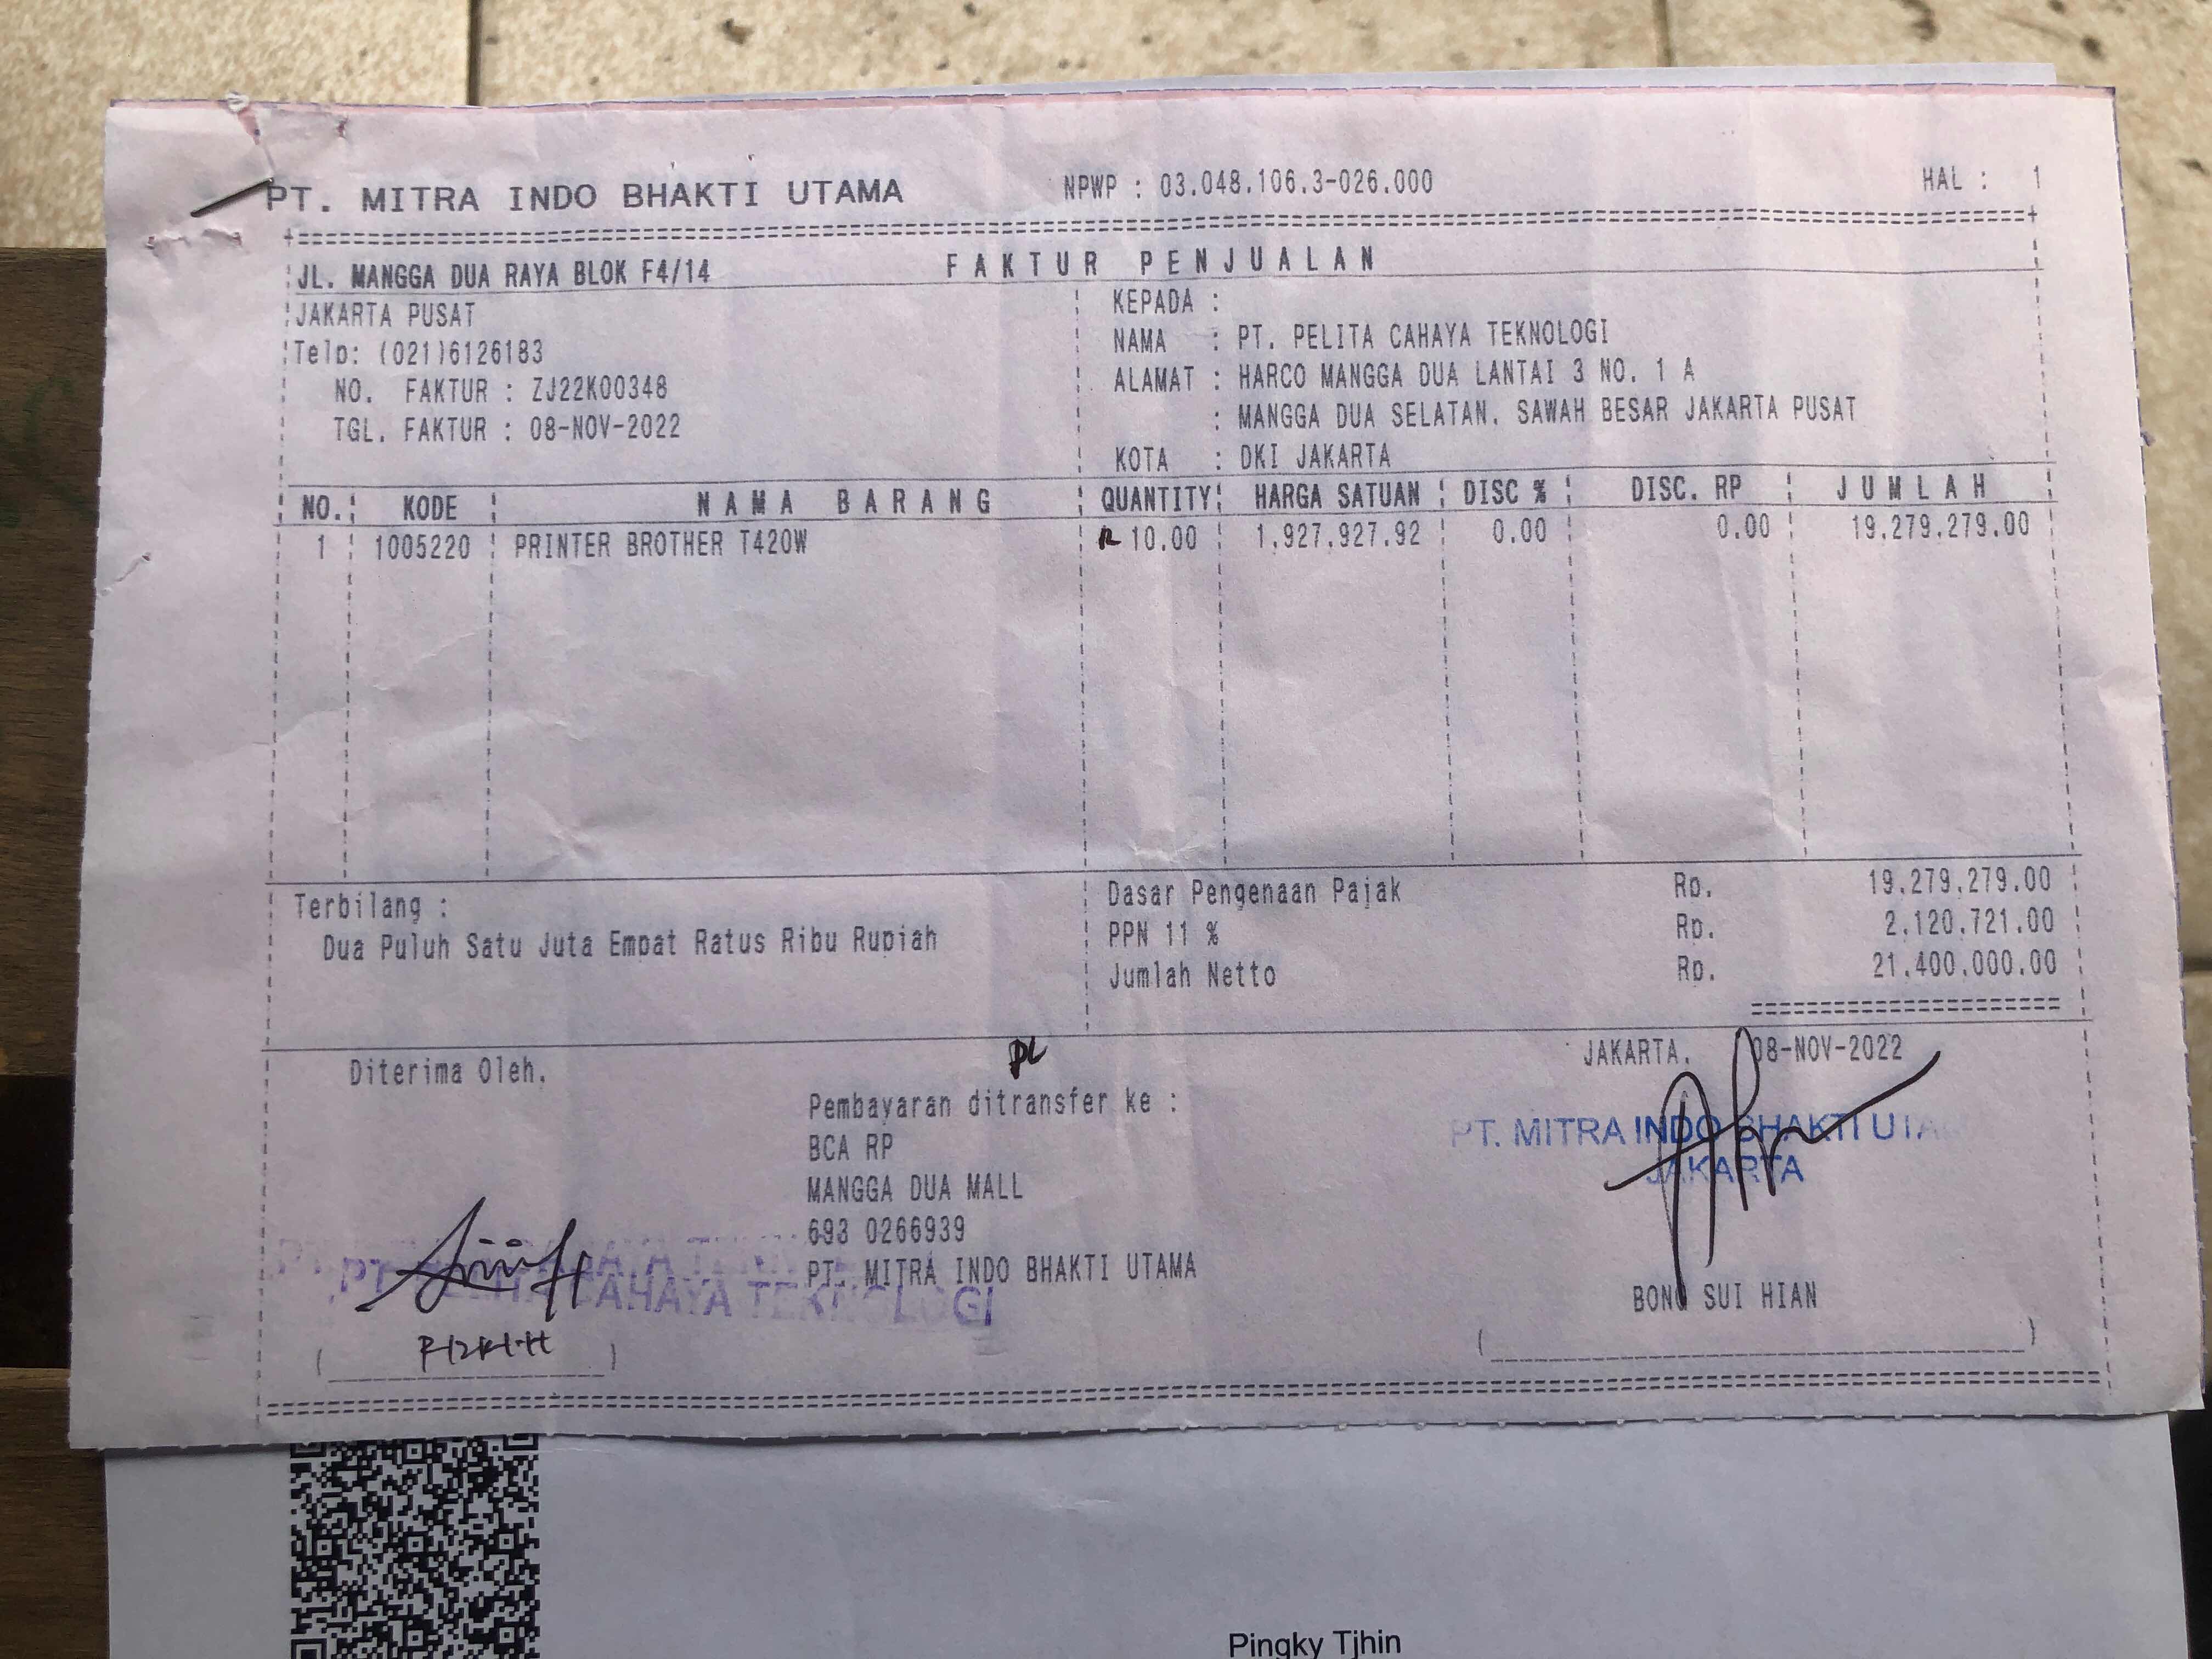 PT. MITRA INDO BHAKTI UTAMA NPWP : 03.048.106.3-026.000 HAL : 1
JL. MANGGA DUA RAYA BLOK F4/14 FAKTUR PENJUALAN
JAKARTA PUSAT
Telp: (021)6126183
NO. FAKTUR : ZJ22K00348
TGL. FAKTUR : 08-NOV-2022
KEPADA :
NAMA : PT. PELITA CAHAYA TEKNOLOGI
ALAMAT : HARCO MANGGA DUA LANTAI 3 NO. 1 A
: MANGGA DUA SELATAN, SAWAH BESAR JAKARTA PUSAT
KOTA : DKI JAKARTA
NO. KODE NAMA BARANG QUANTITY HARGA SATUAN DISC % DISC. RP JUMLAH
1 1005220 PRINTER BROTHER T420W 10.00 1,927,927.92 0.00 0.00 19,279,279.00
Terbilang :
Dua Puluh Satu Juta Empat Ratus Ribu Rupiah
Dasar Pengenaan Pajak Rp. 19,279,279.00
PPN 11 % Rp. 2,120,721.00
Jumlah Netto Rp. 21,400,000.00
Diterima Oleh,
Pembayaran ditransfer ke :
BCA RP
MANGGA DUA MALL
693 0266939
PT. MITRA INDO BHAKTI UTAMA
PT. PELITA CAHAYA TEKNOLOGI
JAKARTA, 08-NOV-2022
PT. MITRA INDO BHAKTI UTAMA
JAKARTA
BONG SUI HIAN
Pingky Tjhin